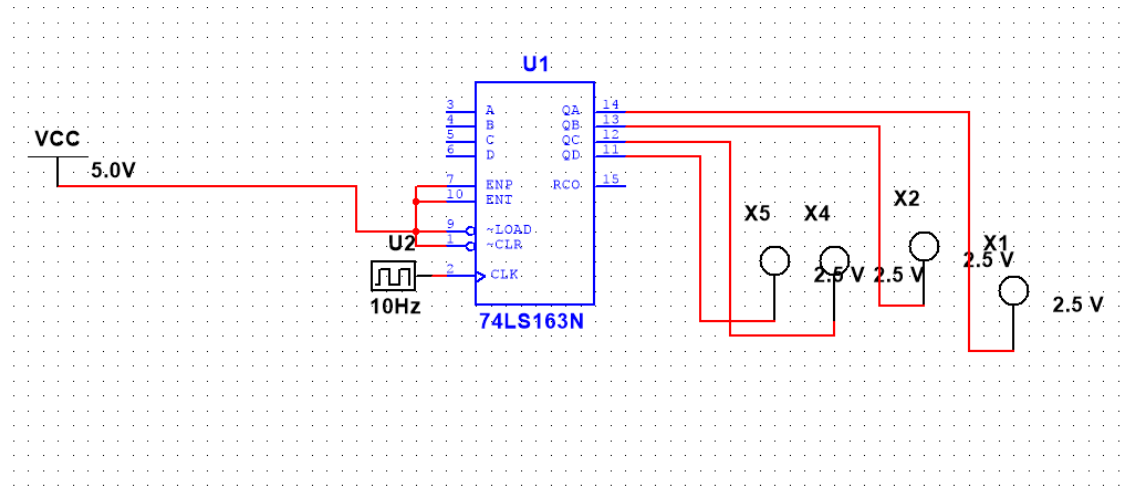 U1
VCC
5.0V
3 A QA 14
4 B QB 13
5 C QC 12
6 D QD 11
7 ENP RCO 15
10 ENT
9 ~LOAD
1 ~CLR
2 CLK
U2
10Hz
74LS163N
X5
2.5 V
X4
2.5 V
X2
2.5 V
X1
2.5 V